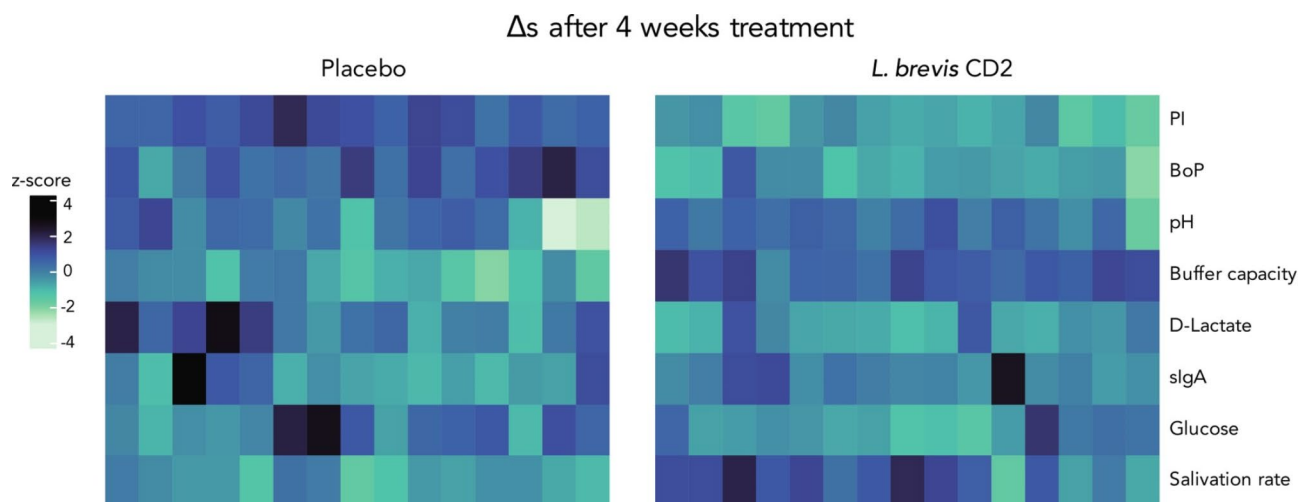 Δs after 4 weeks treatment
Placebo
L. brevis CD2
z-score
4
2
0
-2
-4
PI
BoP
pH
Buffer capacity
D-Lactate
sIgA
Glucose
Salivation rate